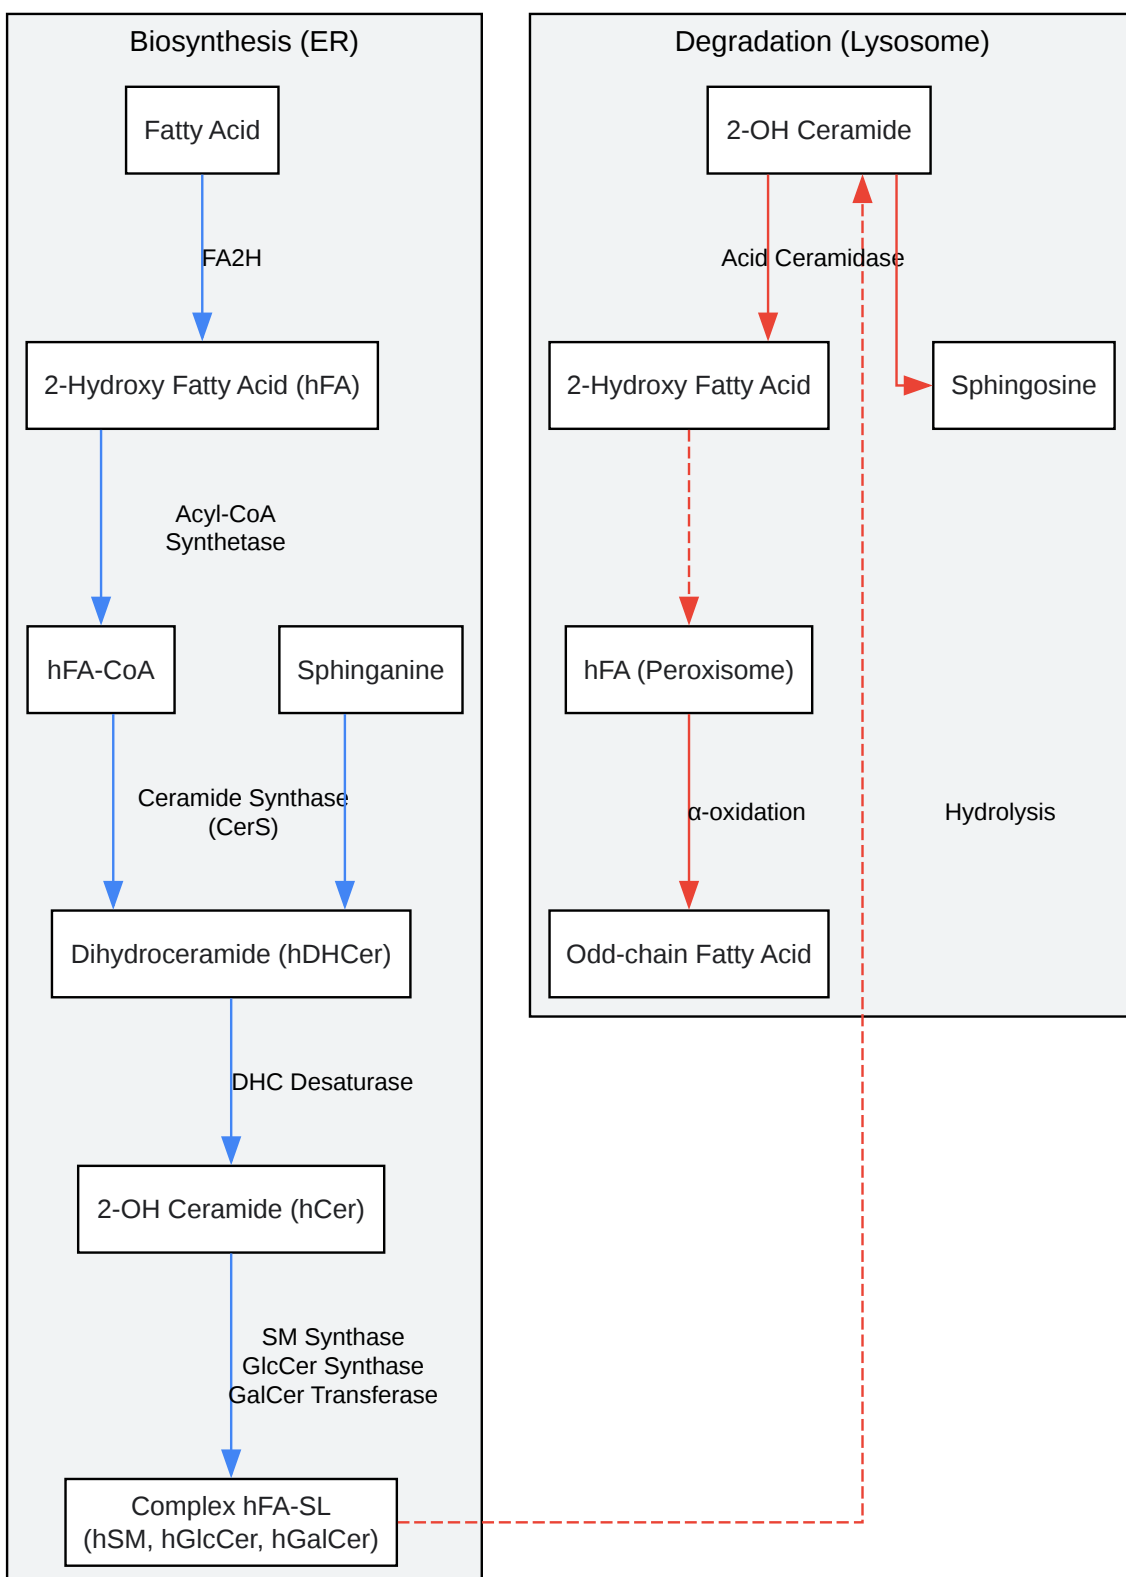 Biosynthesis (ER)
Fatty Acid
FA2H
2-Hydroxy Fatty Acid (hFA)
Acyl-CoA
Synthetase
hFA-CoA
Sphinganine
Ceramide Synthase
(CerS)
Dihydroceramide (hDHCer)
DHC Desaturase
2-OH Ceramide (hCer)
SM Synthase
GlcCer Synthase
GalCer Transferase
Complex hFA-SL
(hSM, hGlcCer, hGalCer)
Degradation (Lysosome)
2-OH Ceramide
Acid Ceramidase
2-Hydroxy Fatty Acid
Sphingosine
hFA (Peroxisome)
α-oxidation
Hydrolysis
Odd-chain Fatty Acid